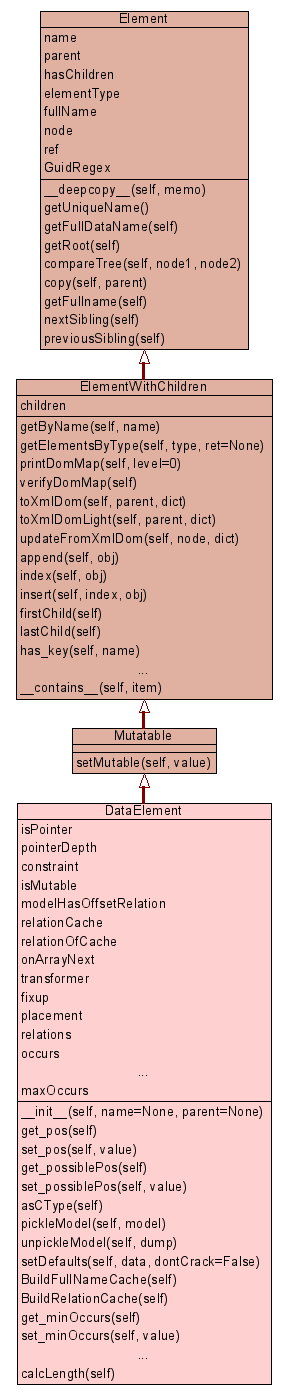 Element
name
parent
hasChildren
elementType
fullName
node
ref
GuidRegex
__deepcopy__(self, memo)
getUniqueName()
getFullDataName(self)
getRoot(self)
compareTree(self, node1, node2)
copy(self, parent)
getFullname(self)
nextSibling(self)
previousSibling(self)
ElementWithChildren
children
getByName(self, name)
getElementsByType(self, type, ret=None)
printDomMap(self, level=0)
verifyDomMap(self)
toXmlDom(self, parent, dict)
toXmlDomLight(self, parent, dict)
updateFromXmlDom(self, node, dict)
append(self, obj)
index(self, obj)
insert(self, index, obj)
firstChild(self)
lastChild(self)
has_key(self, name)
...
__contains__(self, item)
Mutatable
setMutable(self, value)
DataElement
isPointer
pointerDepth
constraint
isMutable
modelHasOffsetRelation
relationCache
relationOfCache
onArrayNext
transformer
fixup
placement
relations
occurs
...
maxOccurs
__init__(self, name=None, parent=None)
get_pos(self)
set_pos(self, value)
get_possiblePos(self)
set_possiblePos(self, value)
asCType(self)
pickleModel(self, model)
unpickleModel(self, dump)
setDefaults(self, data, dontCrack=False)
BuildFullNameCache(self)
BuildRelationCache(self)
get_minOccurs(self)
set_minOccurs(self, value)
...
calcLength(self)